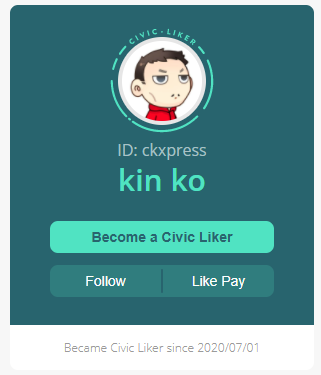 CIVIC · LIKER
ID: ckxpress
kin ko
Become a Civic Liker
Follow
Like Pay
Became Civic Liker since 2020/07/01